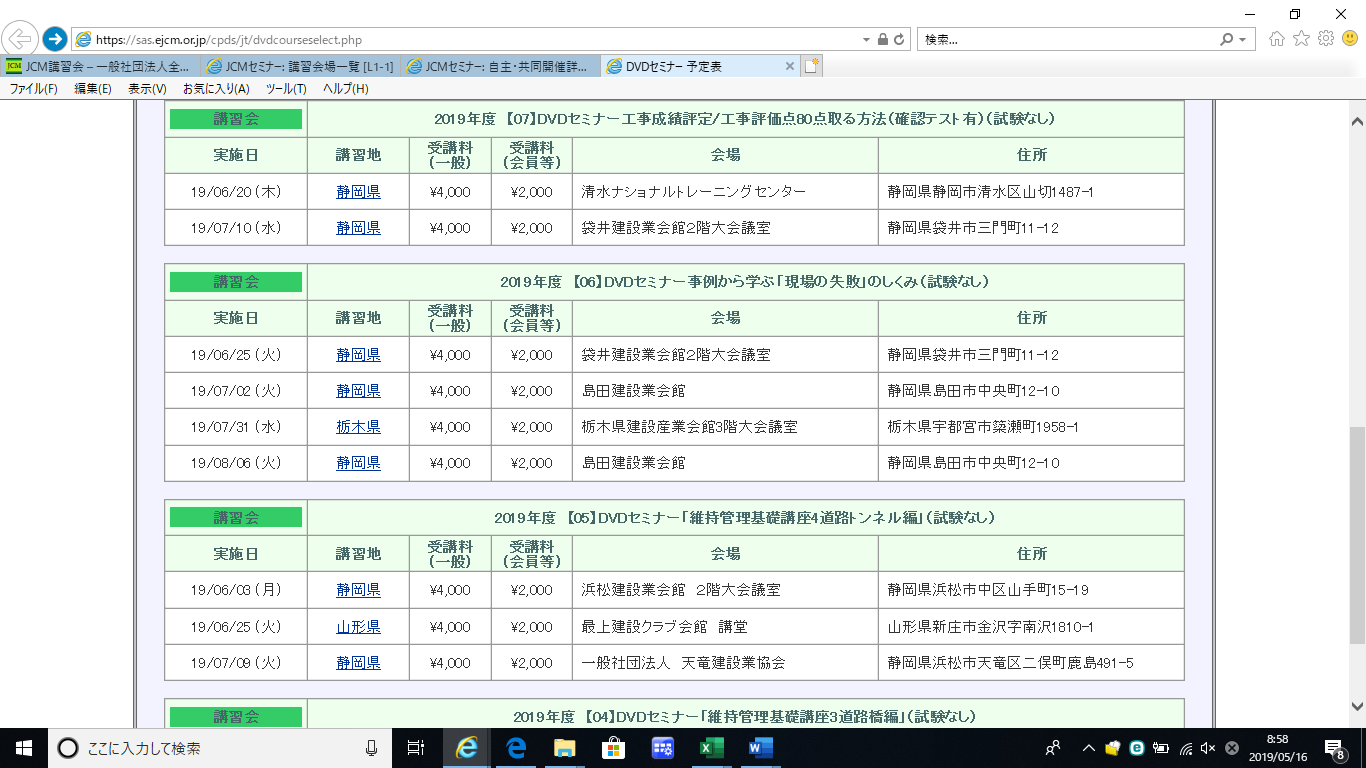 https://sas.ejcm.or.jp/cpds/jt/dvdcourseselect.php 検索...
JCM講習会 – 一般社団法人全... JCMセミナー: 講習会場一覧 [L1-1] JCMセミナー: 自主・共同開催詳... DVDセミナー 予定表
ファイル(F) 編集(E) 表示(V) お気に入り(A) ツール(T) ヘルプ(H)
講習会 2019年度 【07】DVDセミナー工事成績評定/工事評価点80点取る方法(確認テスト有)(試験なし)
実施日 講習地 受講料(一般) 受講料(会員等) 会場 住所
19/06/20(木) 静岡県 ¥4,000 ¥2,000 清水ナショナルトレーニングセンター 静岡県静岡市清水区山切1487-1
19/07/10(水) 静岡県 ¥4,000 ¥2,000 袋井建設業会館2階大会議室 静岡県袋井市三門町11-12
講習会 2019年度 【06】DVDセミナー事例から学ぶ「現場の失敗」のしくみ(試験なし)
実施日 講習地 受講料(一般) 受講料(会員等) 会場 住所
19/06/25(火) 静岡県 ¥4,000 ¥2,000 袋井建設業会館2階大会議室 静岡県袋井市三門町11-12
19/07/02(火) 静岡県 ¥4,000 ¥2,000 島田建設業会館 静岡県島田市中央町12-10
19/07/31(水) 栃木県 ¥4,000 ¥2,000 栃木県建設産業会館3階大会議室 栃木県宇都宮市簗瀬町1958-1
19/08/06(火) 静岡県 ¥4,000 ¥2,000 島田建設業会館 静岡県島田市中央町12-10
講習会 2019年度 【05】DVDセミナー「維持管理基礎講座4道路トンネル編」(試験なし)
実施日 講習地 受講料(一般) 受講料(会員等) 会場 住所
19/06/03(月) 静岡県 ¥4,000 ¥2,000 浜松建設業会館 2階大会議室 静岡県浜松市中区山手町15-19
19/06/25(火) 山形県 ¥4,000 ¥2,000 最上建設クラブ会館 講堂 山形県新庄市金沢字南沢1810-1
19/07/09(火) 静岡県 ¥4,000 ¥2,000 一般社団法人 天竜建設業協会 静岡県浜松市天竜区二俣町鹿島491-5
講習会 2019年度 【04】DVDセミナー「維持管理基礎講座3道路橋編」(試験なし)
ここに入力して検索 8:58
2019/05/16 8